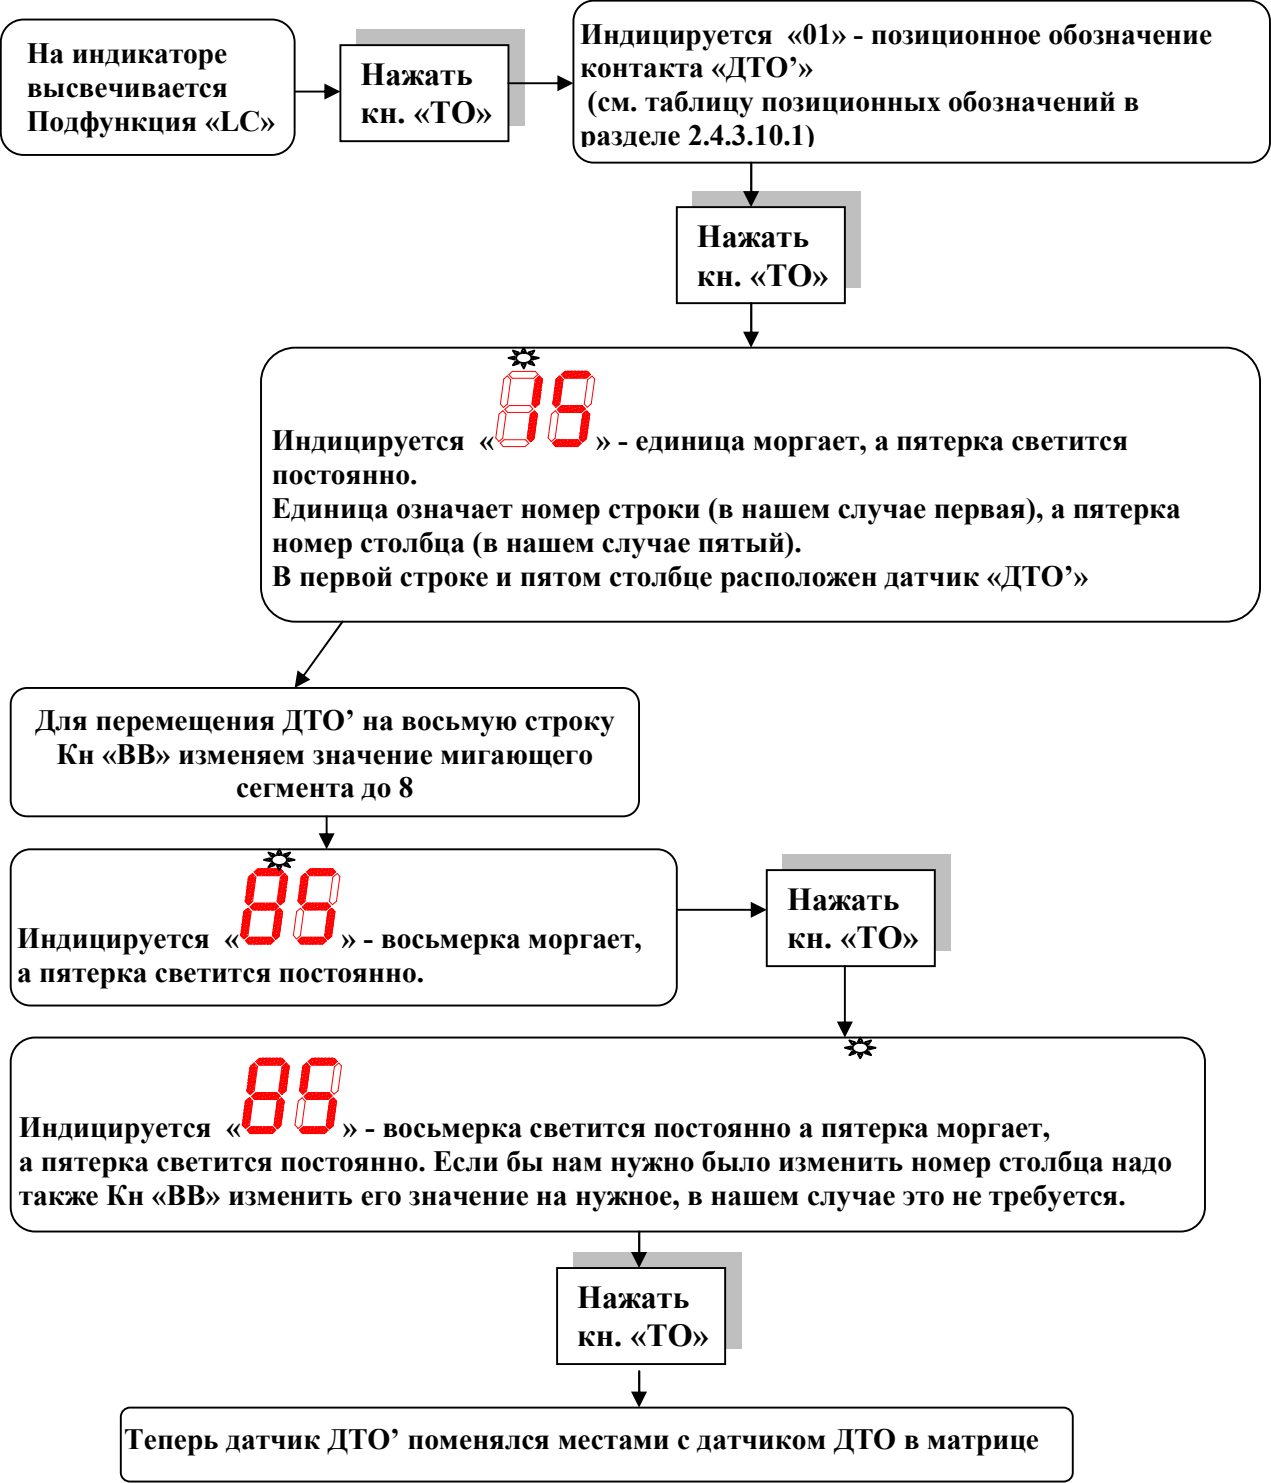 На индикаторе
высвечивается
Подфункция «LC»
Нажать
кн. «ТО»
Индицируется «01» - позиционное обозначение
контакта «ДТО’»
(см. таблицу позиционных обозначений в
разделе 2.4.3.10.1)
Нажать
кн. «ТО»
Индицируется «15» - единица моргает, а пятерка светится
постоянно.
Единица означает номер строки (в нашем случае первая), а пятерка
номер столбца (в нашем случае пятый).
В первой строке и пятом столбце расположен датчик «ДТО’»
Для перемещения ДТО’ на восьмую строку
Кн «ВВ» изменяем значение мигающего
сегмента до 8
Индицируется «85» - восьмерка моргает,
а пятерка светится постоянно.
Нажать
кн. «ТО»
Индицируется «85» - восьмерка светится постоянно а пятерка моргает,
а пятерка светится постоянно. Если бы нам нужно было изменить номер столбца надо
также Кн «ВВ» изменить его значение на нужное, в нашем случае это не требуется.
Нажать
кн. «ТО»
Теперь датчик ДТО’ поменялся местами с датчиком ДТО в матрице